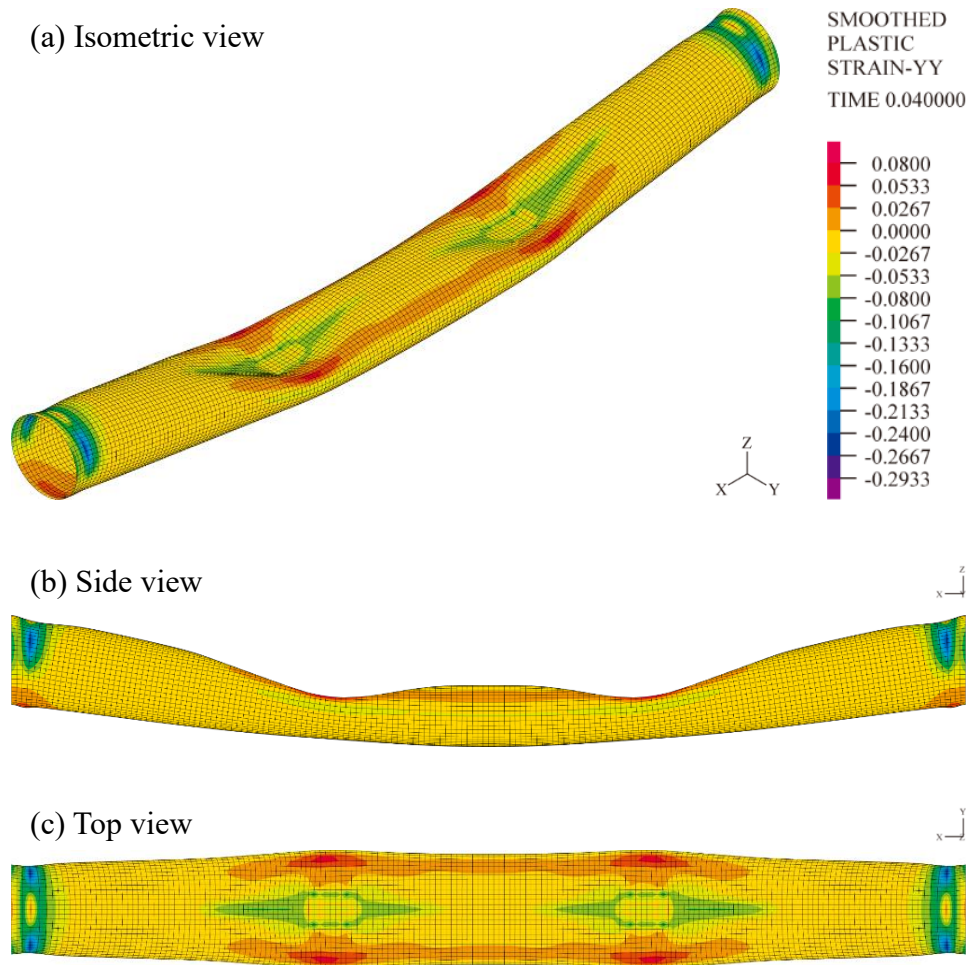 (a) Isometric view
SMOOTHED
PLASTIC
STRAIN-YY
TIME 0.040000
0.0800
0.0533
0.0267
0.0000
-0.0267
-0.0533
-0.0800
-0.1067
-0.1333
-0.1600
-0.1867
-0.2133
-0.2400
-0.2667
-0.2933
Z
X
Y
(b) Side view
Z
X
Y
(c) Top view
Y
X
Z